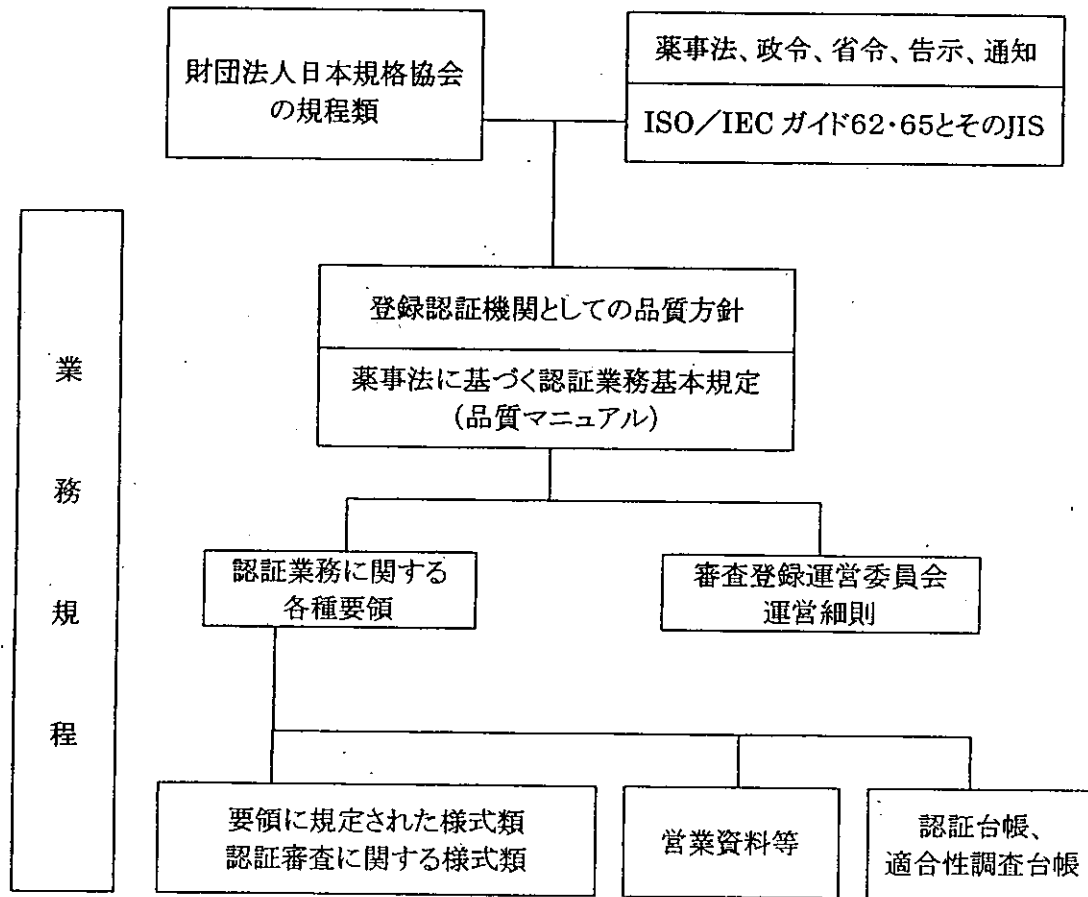 財団法人日本規格協会
の規程類
薬事法、政令、省令、告示、通知
ISO/IEC ガイド62・65とそのJIS
業務規程
登録認証機関としての品質方針
薬事法に基づく認証業務基本規定
(品質マニュアル)
認証業務に関する
各種要領
審査登録運営委員会
運営細則
要領に規定された様式類
認証審査に関する様式類
営業資料等
認証台帳、
適合性調査台帳